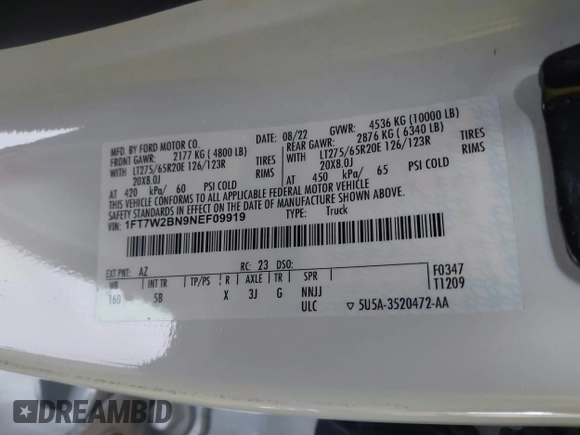 MFD. BY FORD MOTOR CO.
DATE: 08/22 GVWR: 4536 KG (10000 LB)
FRONT GAWR: 2177 KG (4800 LB) REAR GAWR: 2876 KG (6340 LB)
WITH LT275/65R20E 126/123R TIRES WITH LT275/65R20E 126/123R TIRES
20X8.0J RIMS 20X8.0J RIMS
AT 420 kPa/ 60 PSI COLD AT 450 kPa/ 65 PSI COLD
THIS VEHICLE CONFORMS TO ALL APPLICABLE FEDERAL MOTOR VEHICLE
SAFETY AND THEFT PREVENTION STANDARDS IN EFFECT ON THE DATE OF MANUFACTURE SHOWN ABOVE.
VIN: 1FT7W2BN9NEF09919 TYPE: Truck
EXT PNT: AZ RC: 23 DSO: F0347
WB INT TR TP/PS R AXLE TR SPR T1209
160 5B X 3J G NNJJ
ULC ▽ 5U5A-3520472-AA
DREAMBID